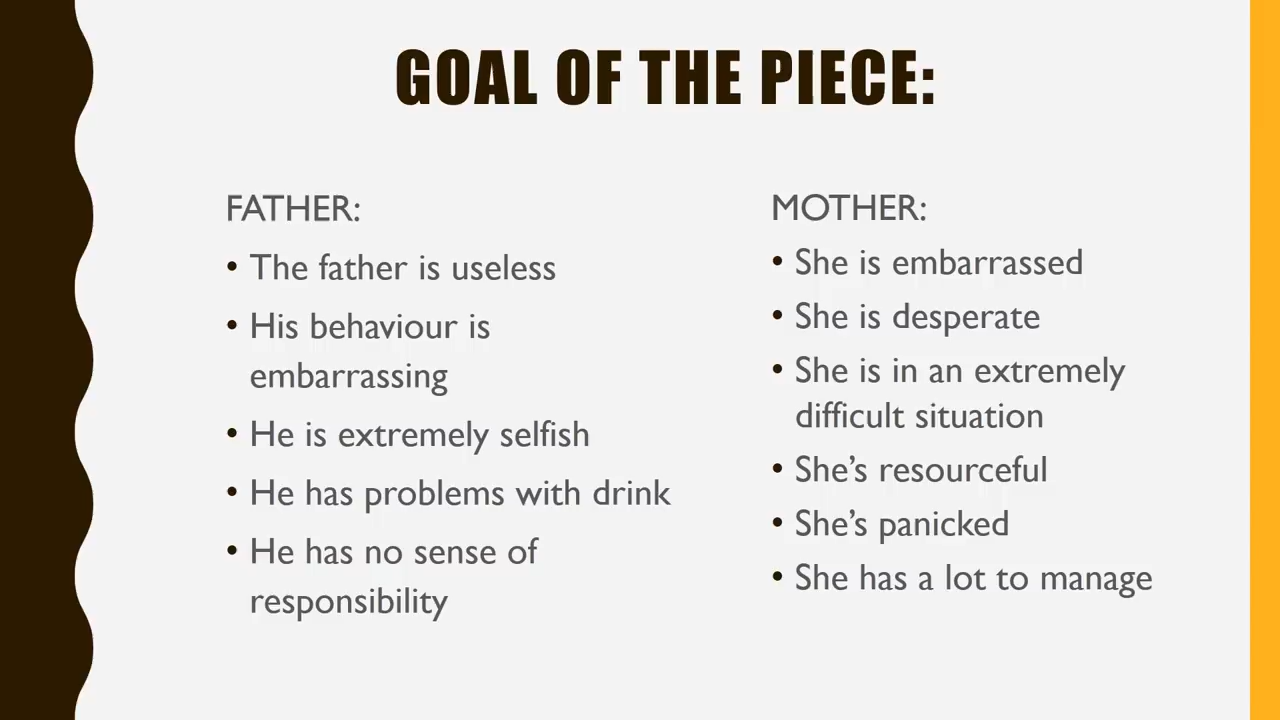 GOAL OF THE PIECE:
FATHER:
• The father is useless
• His behaviour is
embarrassing
• He is extremely selfish
• He has problems with drink
• He has no sense of
responsibility
MOTHER:
• She is embarrassed
• She is desperate
• She is in an extremely
difficult situation
• She’s resourceful
• She’s panicked
• She has a lot to manage